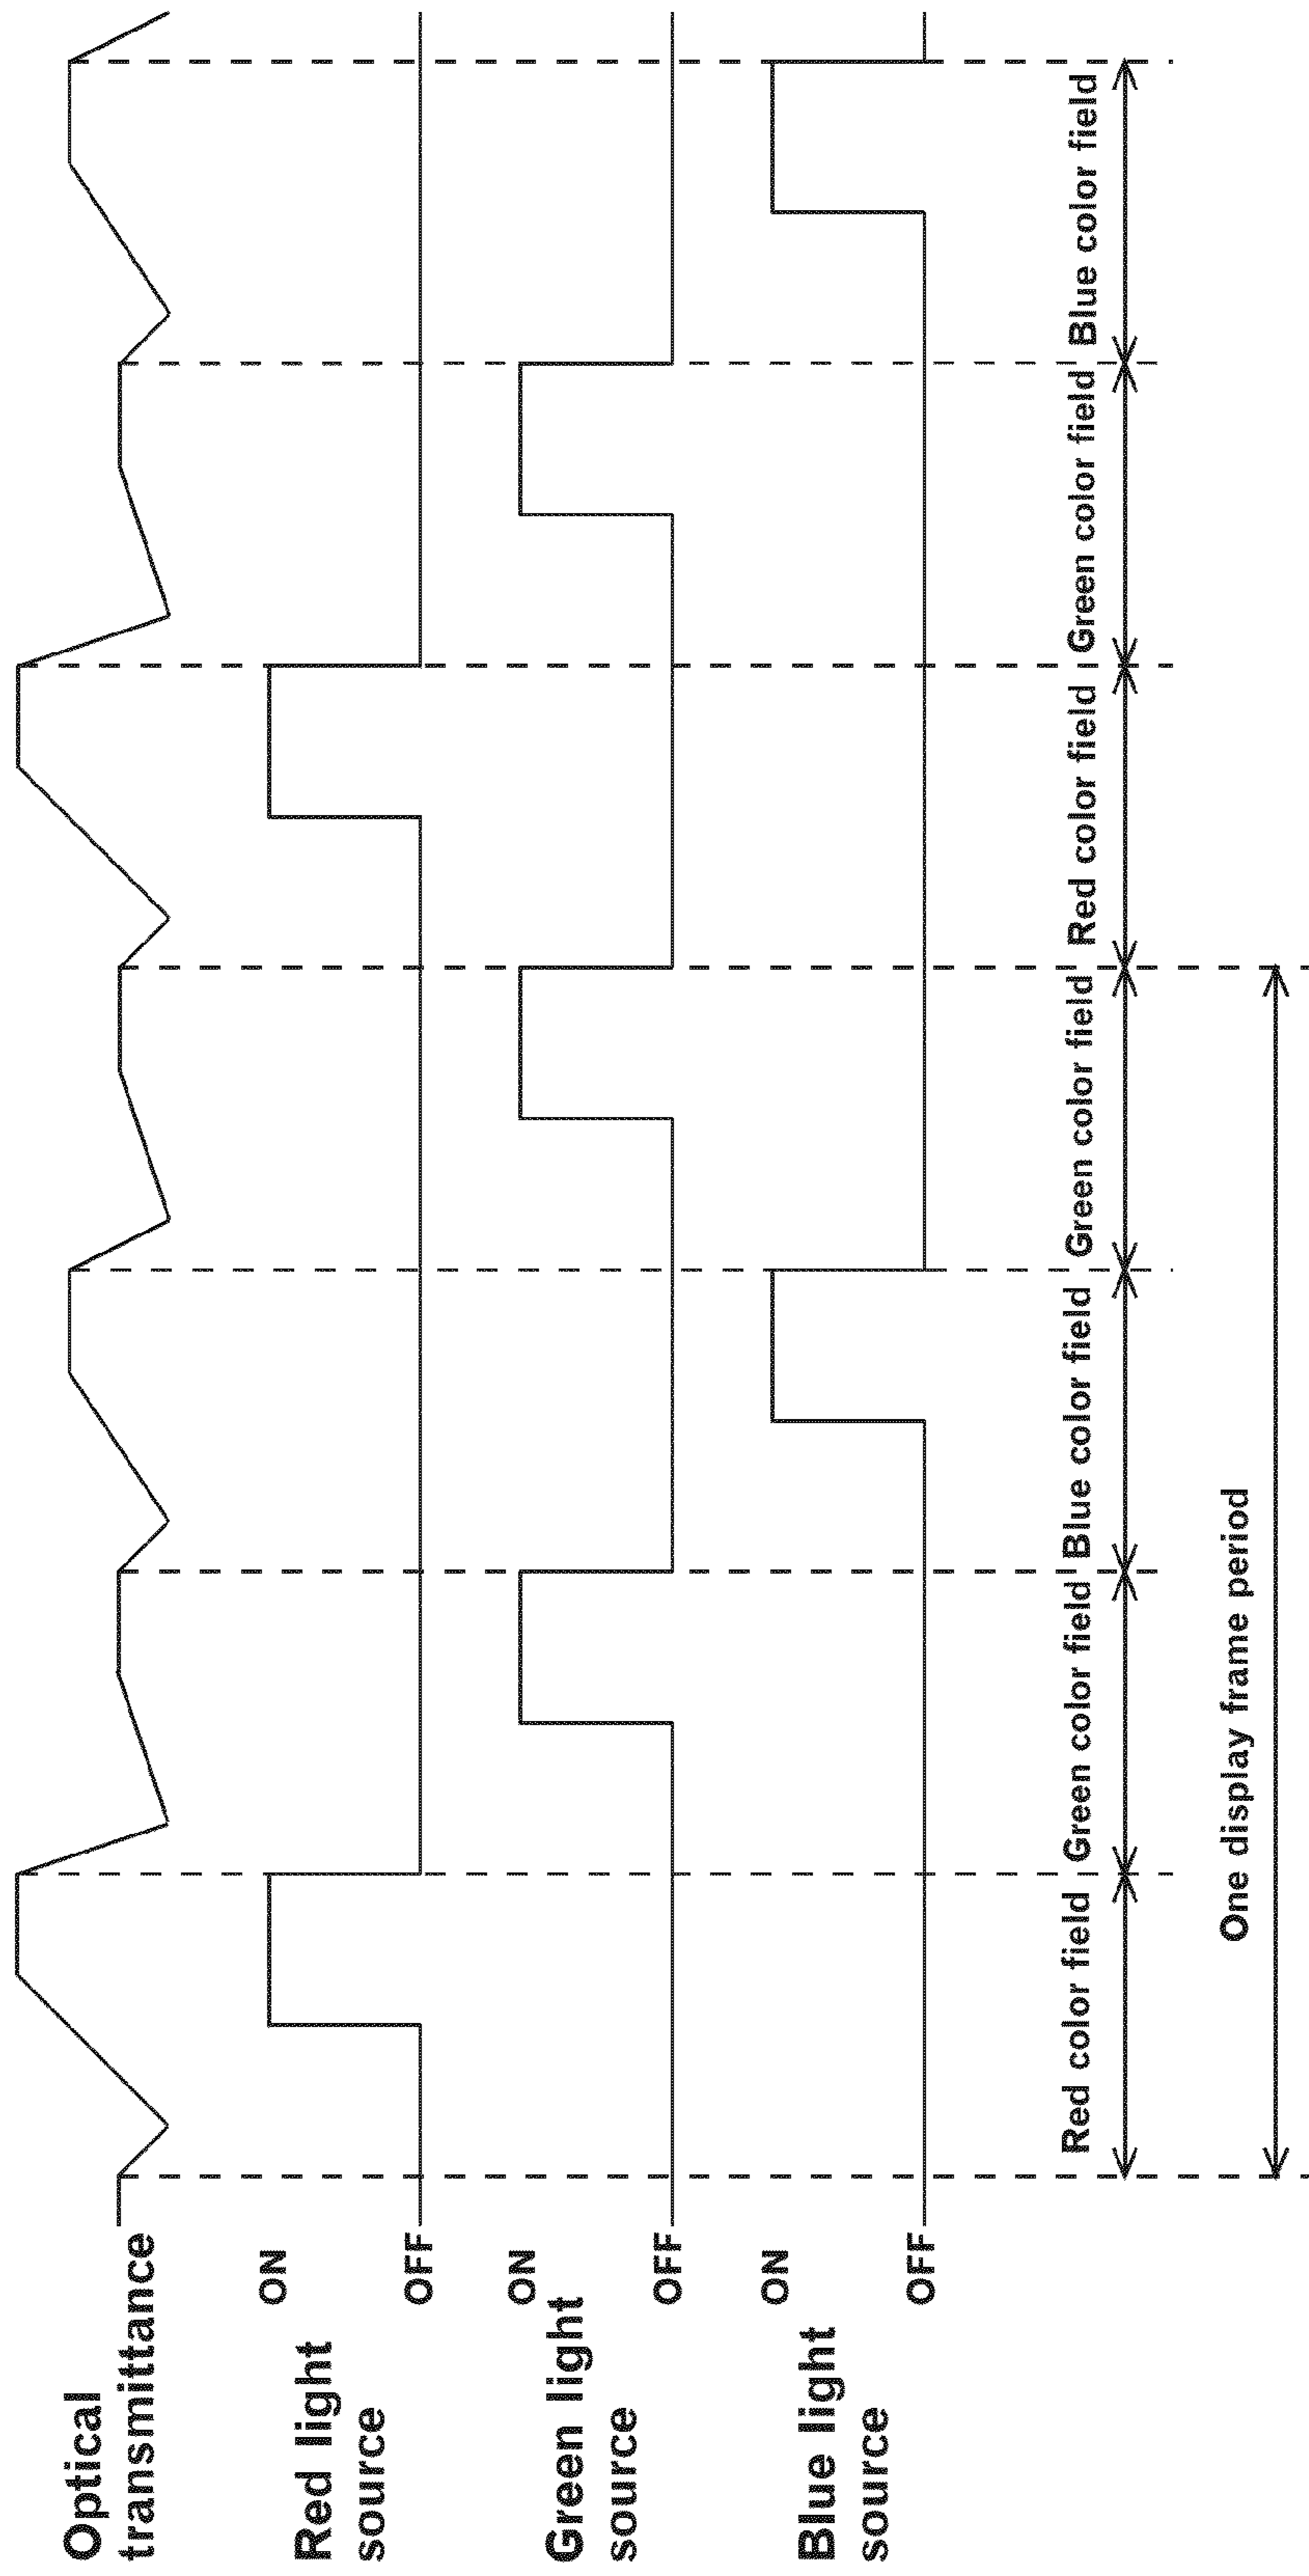 Optical
transmittance
ON
Red light
source
OFF
ON
Green light
source
OFF
ON
Blue light
source
OFF
Red color field
Green color field
Blue color field
Green color field
Red color field
Green color field
Blue color field
One display frame period